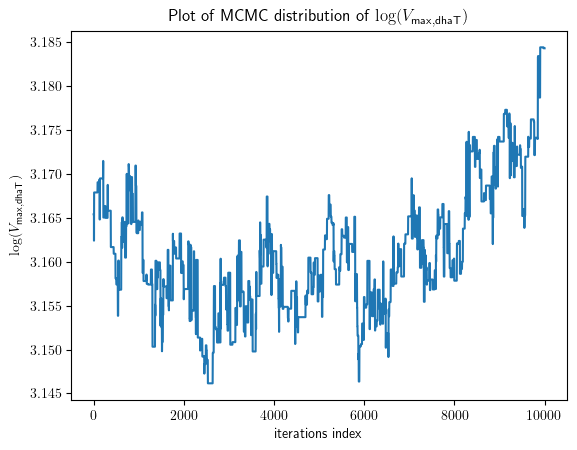 Plot of MCMC distribution of log(V_max,dhaT)
log(V_max,dhaT)
3.185
3.180
3.175
3.170
3.165
3.160
3.155
3.150
3.145
0 2000 4000 6000 8000 10000
iterations index